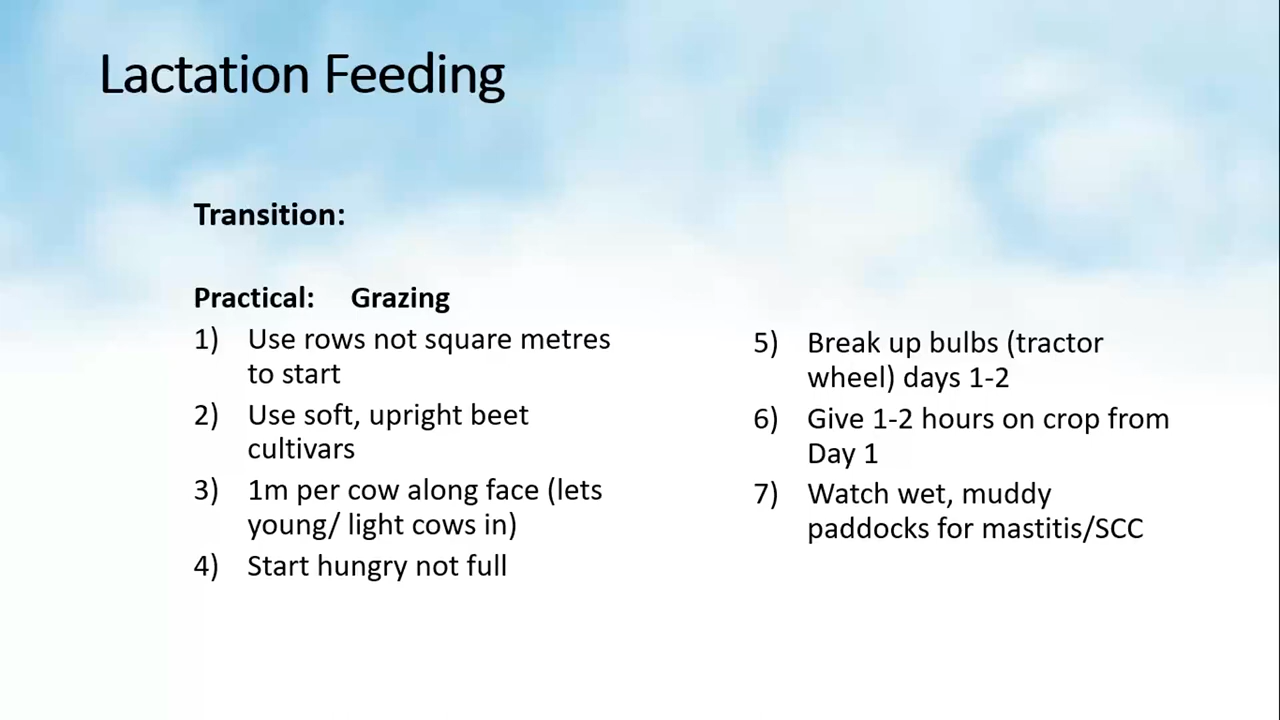 Lactation Feeding
Transition:
Practical: Grazing
1) Use rows not square metres
to start
2) Use soft, upright beet
cultivars
3) 1m per cow along face (lets
young/ light cows in)
4) Start hungry not full
5) Break up bulbs (tractor
wheel) days 1-2
6) Give 1-2 hours on crop from
Day 1
7) Watch wet, muddy
paddocks for mastitis/SCC